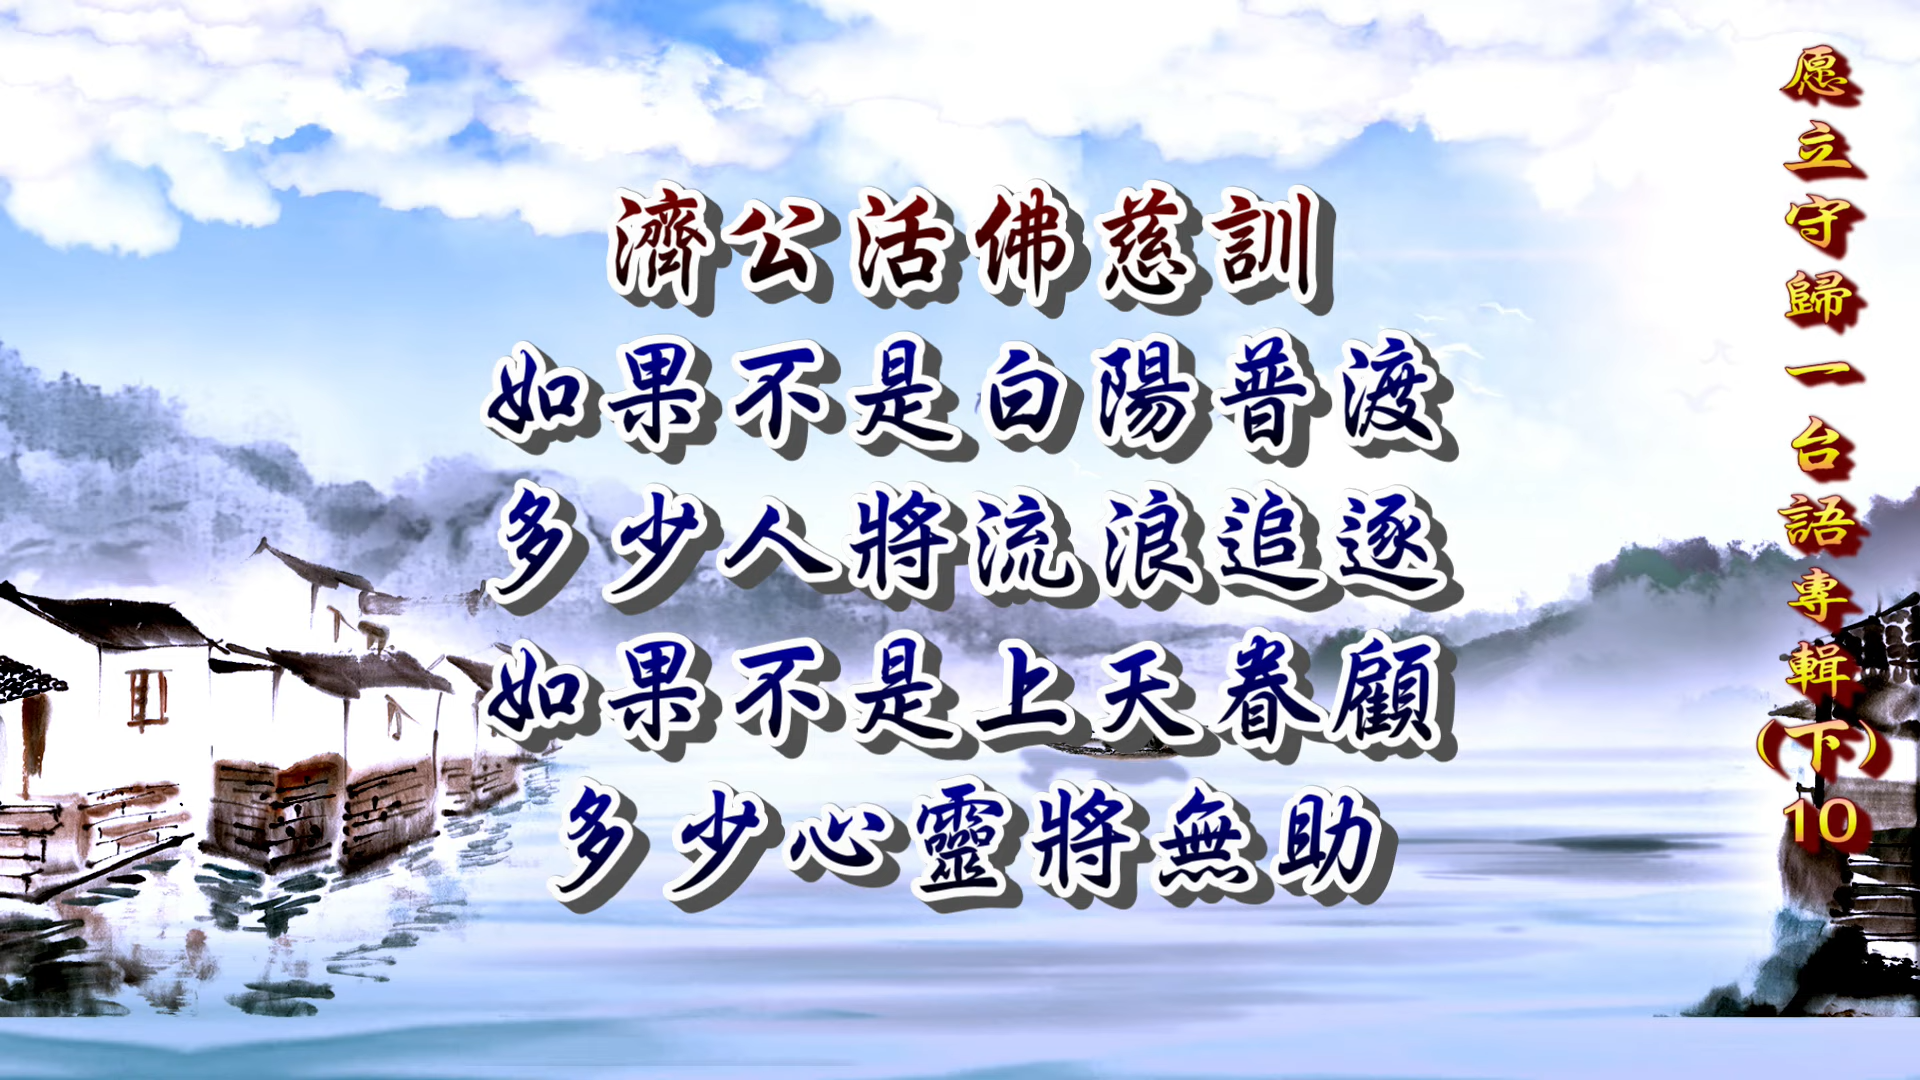 濟公活佛慈訓
如果不是白陽普渡
多少人將流浪追逐
如果不是上天眷顧
多少心靈將無助
愿立守歸一台語專輯(下)10